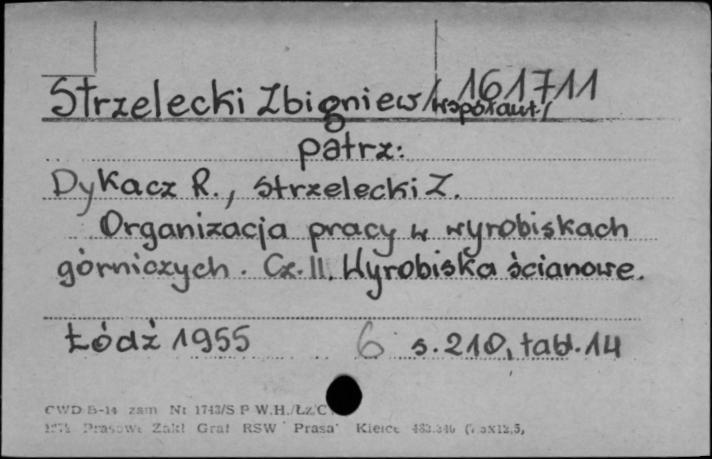 161711
Strzelecki Zbigniew /współaut/
patrz:
Dykacz R., Strzelecki Z.
Organizacja pracy w wyrobiskach
górniczych. Cz. II. Wyrobiska ścianowe.
Łódź 1955 6 s. 210, tabl. 14
CWD B-14 zam Nr 1743/S P W.H./Łz/C
Prasowe Zakł Graf RSW "Prasa" Kielce